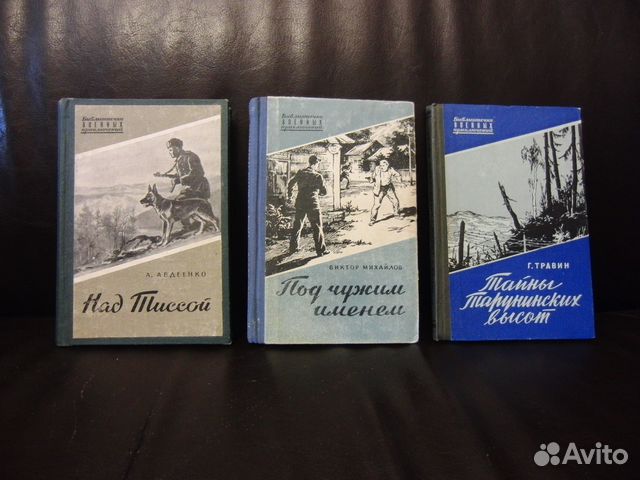 Библиотечка
ВОЕННЫХ
приключений
А. АВДЕЕНКО
Над Тиссой
Библиотечка
ВОЕННЫХ
приключений
ВИКТОР МИХАЙЛОВ
Под чужим
именем
Библиотечка
ВОЕННЫХ
приключений
Г. ТРАВИН
Тайны
Тарунинских
высот
Avito